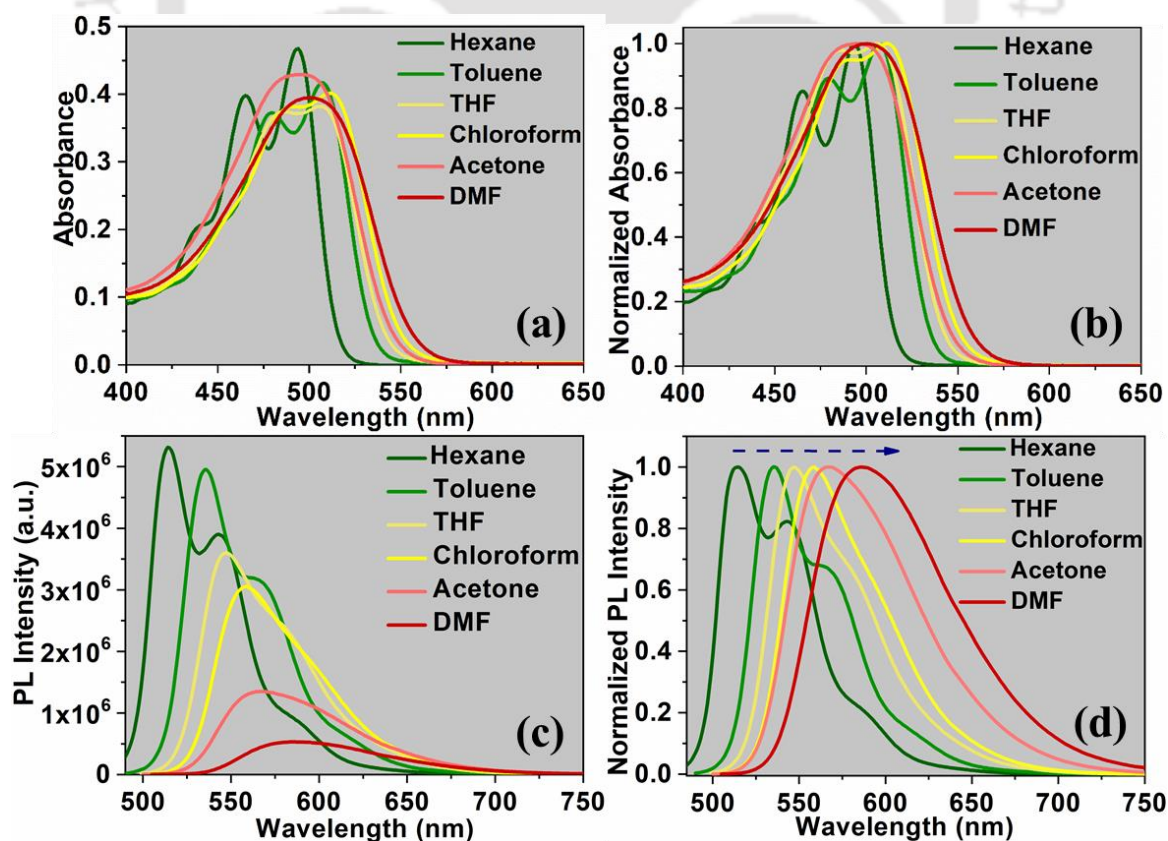 0.5
0.4
0.3
0.2
0.1
0.0
Absorbance
Hexane
Toluene
THF
Chloroform
Acetone
DMF
(a)
400 450 500 550 600 650
Wavelength (nm)
1.0
0.8
0.6
0.4
0.2
0.0
Normalized Absorbance
Hexane
Toluene
THF
Chloroform
Acetone
DMF
(b)
400 450 500 550 600 650
Wavelength (nm)
5x10⁶
4x10⁶
3x10⁶
2x10⁶
1x10⁶
0
PL Intensity (a.u.)
Hexane
Toluene
THF
Chloroform
Acetone
DMF
(c)
500 550 600 650 700 750
Wavelength (nm)
1.0
0.8
0.6
0.4
0.2
0.0
Normalized PL Intensity
Hexane
Toluene
THF
Chloroform
Acetone
DMF
(d)
500 550 600 650 700 750
Wavelength (nm)